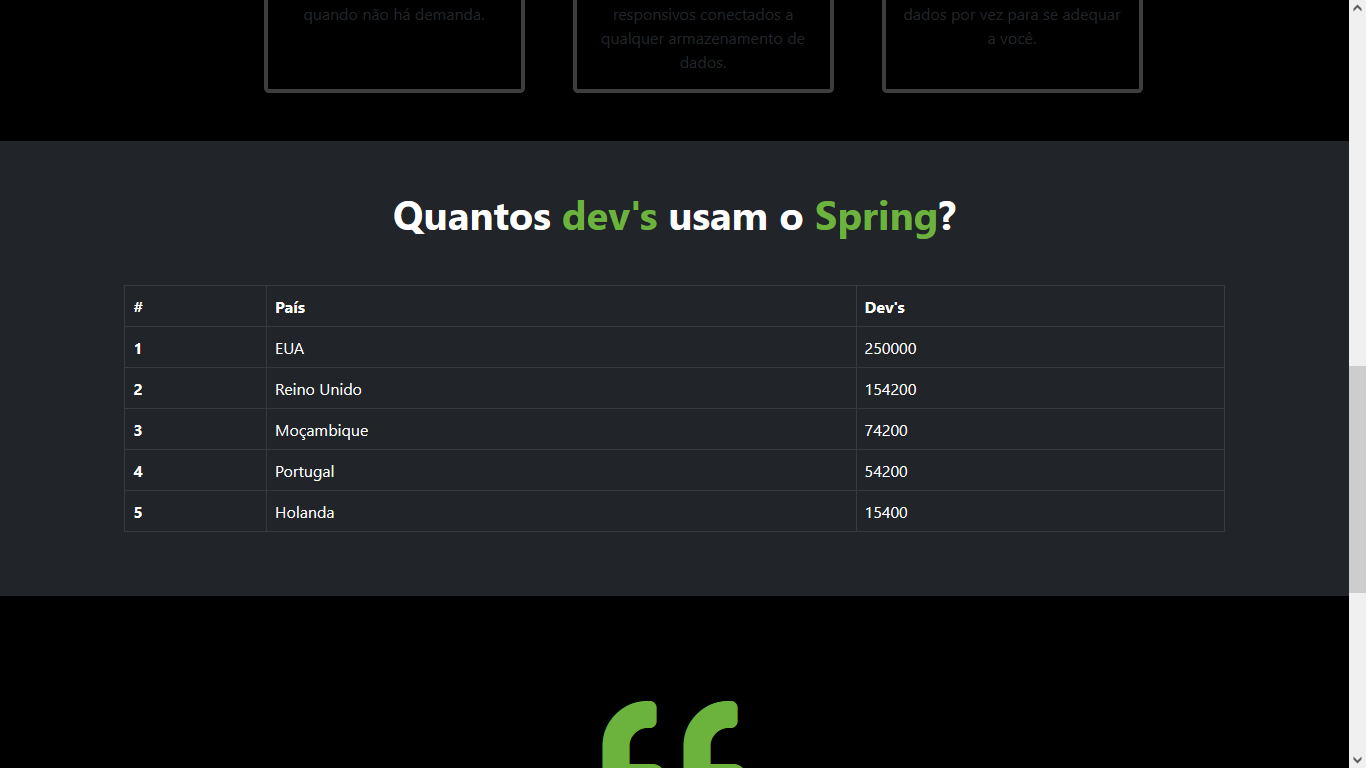 quando não há demanda.
responsivos conectados a
qualquer armazenamento de
dados.
dados por vez para se adequar
a você.
Quantos dev's usam o Spring?
# País Dev's
1 EUA 250000
2 Reino Unido 154200
3 Moçambique 74200
4 Portugal 54200
5 Holanda 15400